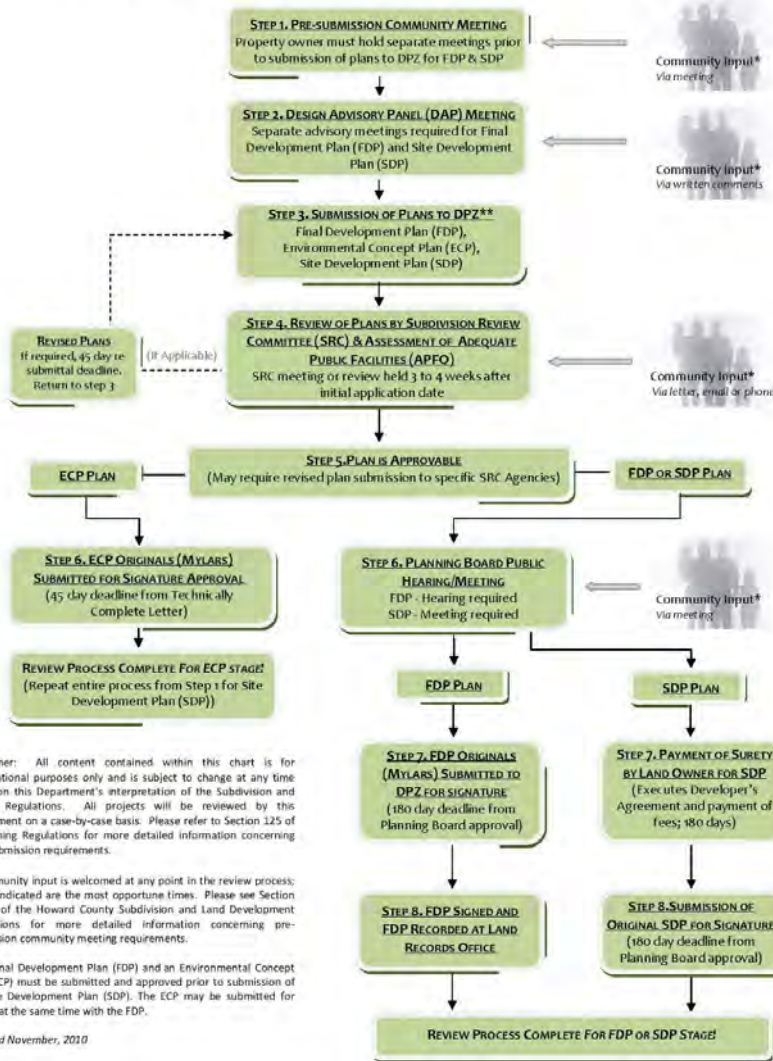 STEP 1. PRE-SUBMISSION COMMUNITY MEETING
Property owner must hold separate meetings prior
to submission of plans to DPZ for FDP & SDP
Community Input*
Via meeting
STEP 2. DESIGN ADVISORY PANEL (DAP) MEETING
Separate advisory meetings required for Final
Development Plan (FDP) and Site Development
Plan (SDP)
Community Input*
Via written comments
STEP 3. SUBMISSION OF PLANS TO DPZ**
Final Development Plan (FDP),
Environmental Concept Plan (ECP),
Site Development Plan (SDP)
REVISED PLANS
If required, 45 day re
submittal deadline.
Return to step 3
(If Applicable)
STEP 4. REVIEW OF PLANS BY SUBDIVISION REVIEW
COMMITTEE (SRC) & ASSESSMENT OF ADEQUATE
PUBLIC FACILITIES (APFO)
SRC meeting or review held 3 to 4 weeks after
initial application date
Community Input*
Via letter, email or phone
ECP PLAN
STEP 5.PLAN IS APPROVABLE
(May require revised plan submission to specific SRC Agencies)
FDP OR SDP PLAN
STEP 6. ECP ORIGINALS (MYLARS)
SUBMITTED FOR SIGNATURE APPROVAL
(45 day deadline from Technically
Complete Letter)
STEP 6. PLANNING BOARD PUBLIC
HEARING/MEETING
FDP - Hearing required
SDP - Meeting required
Community Input*
Via meeting
REVIEW PROCESS COMPLETE FOR ECP STAGE!
(Repeat entire process from Step 1 for Site
Development Plan (SDP))
FDP PLAN
SDP PLAN
STEP 7. FDP ORIGINALS
(MYLARS) SUBMITTED TO
DPZ FOR SIGNATURE
(180 day deadline from
Planning Board approval)
STEP 7. PAYMENT OF SURETY
BY LAND OWNER FOR SDP
(Executes Developer's
Agreement and payment of
fees; 180 days)
STEP 8. FDP SIGNED AND
FDP RECORDED AT LAND
RECORDS OFFICE
STEP 8.SUBMISSION OF
ORIGINAL SDP FOR SIGNATURE
(180 day deadline from
Planning Board approval)
REVIEW PROCESS COMPLETE FOR FDP OR SDP STAGE!
ner: All content contained within this chart is for
ational purposes only and is subject to change at any time
on this Department's interpretation of the Subdivision and
Regulations. All projects will be reviewed by this
ment on a case-by-case basis. Please refer to Section 125 of
ning Regulations for more detailed information concerning
bmission requirements.
munity input is welcomed at any point in the review process;
indicated are the most opportune times. Please see Section
of the Howard County Subdivision and Land Development
ions for more detailed information concerning pre-
sion community meeting requirements.
nal Development Plan (FDP) and an Environmental Concept
CP) must be submitted and approved prior to submission of
e Development Plan (SDP). The ECP may be submitted for
at the same time with the FDP.
d November, 2010